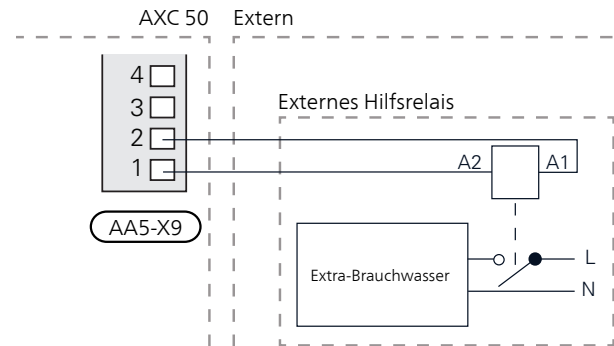 AXC 50 Extern
4
3
2
1
AA5-X9
Externes Hilfsrelais
A2 A1
Extra-Brauchwasser
L
N